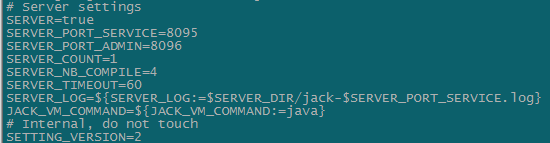 # Server settings
SERVER=true
SERVER_PORT_SERVICE=8095
SERVER_PORT_ADMIN=8096
SERVER_COUNT=1
SERVER_NB_COMPILE=4
SERVER_TIMEOUT=60
SERVER_LOG=${SERVER_LOG:=$SERVER_DIR/jack-$SERVER_PORT_SERVICE.log}
JACK_VM_COMMAND=${JACK_VM_COMMAND:=java}
# Internal, do not touch
SETTING_VERSION=2